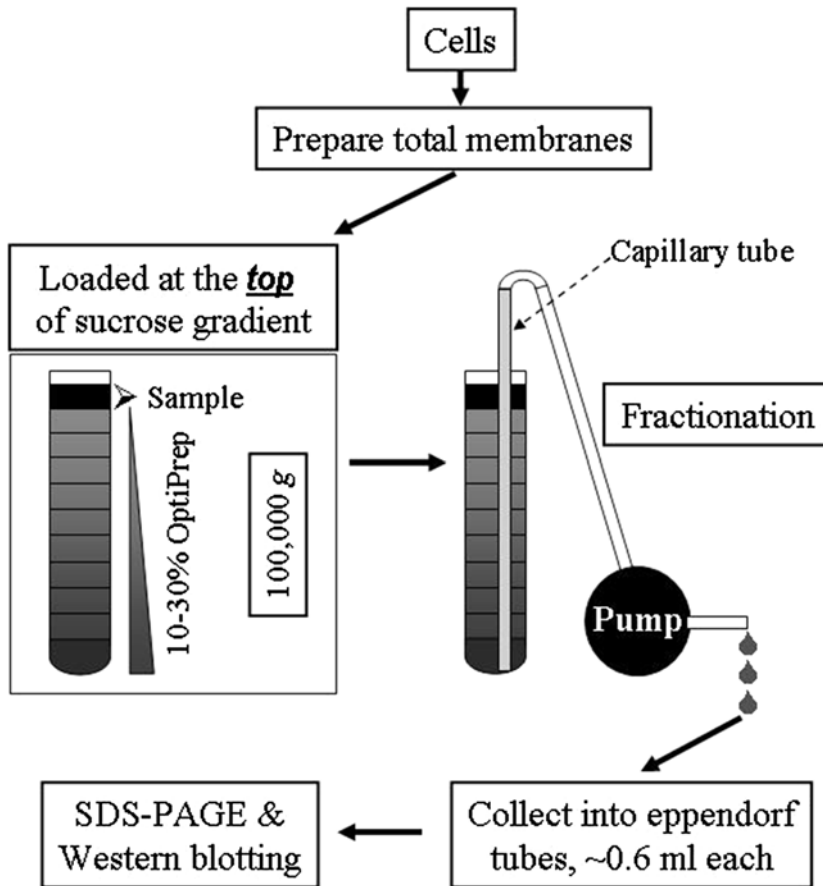 Cells
Prepare total membranes
Loaded at the top
of sucrose gradient
Capillary tube
Sample
10-30% OptiPrep
100,000 g
Fractionation
Pump
Collect into eppendorf
tubes, ~0.6 ml each
SDS-PAGE &
Western blotting